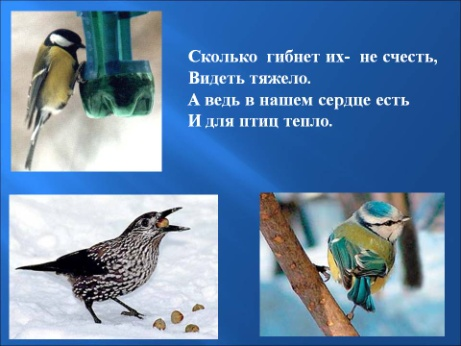 Сколько гибнет их- не счесть,
Видеть тяжело.
А ведь в нашем сердце есть
И для птиц тепло.